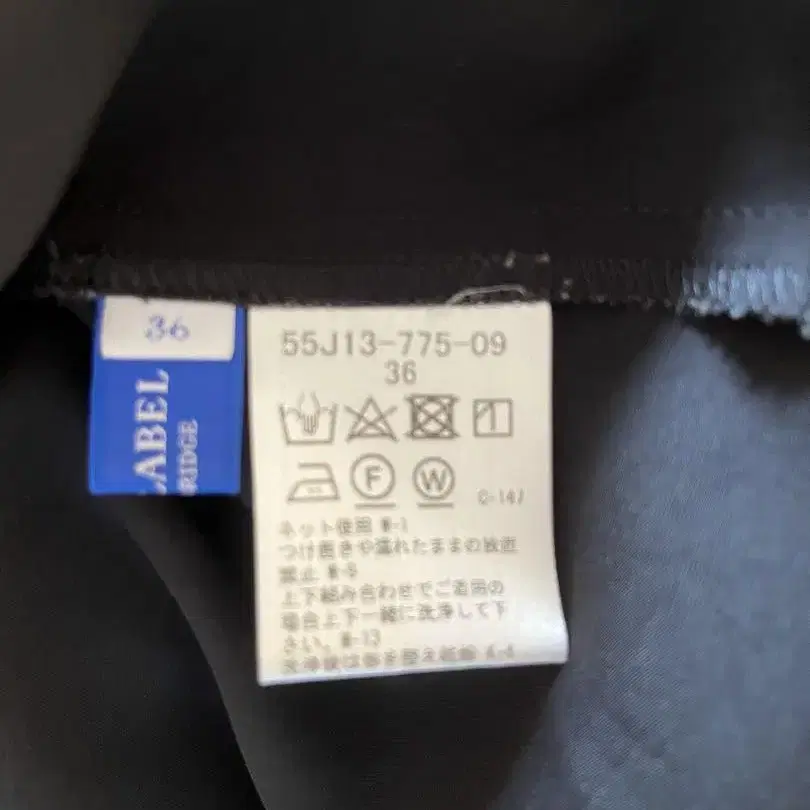 36
LABEL
RIDGE
55J13-775-09
36
F
W
ネット使用 W-1
つけ置きや濡れたままの放置
禁止 W-5
上下組み合わせでご着用の
場合上下一緒に洗浄して下
さい。W-13